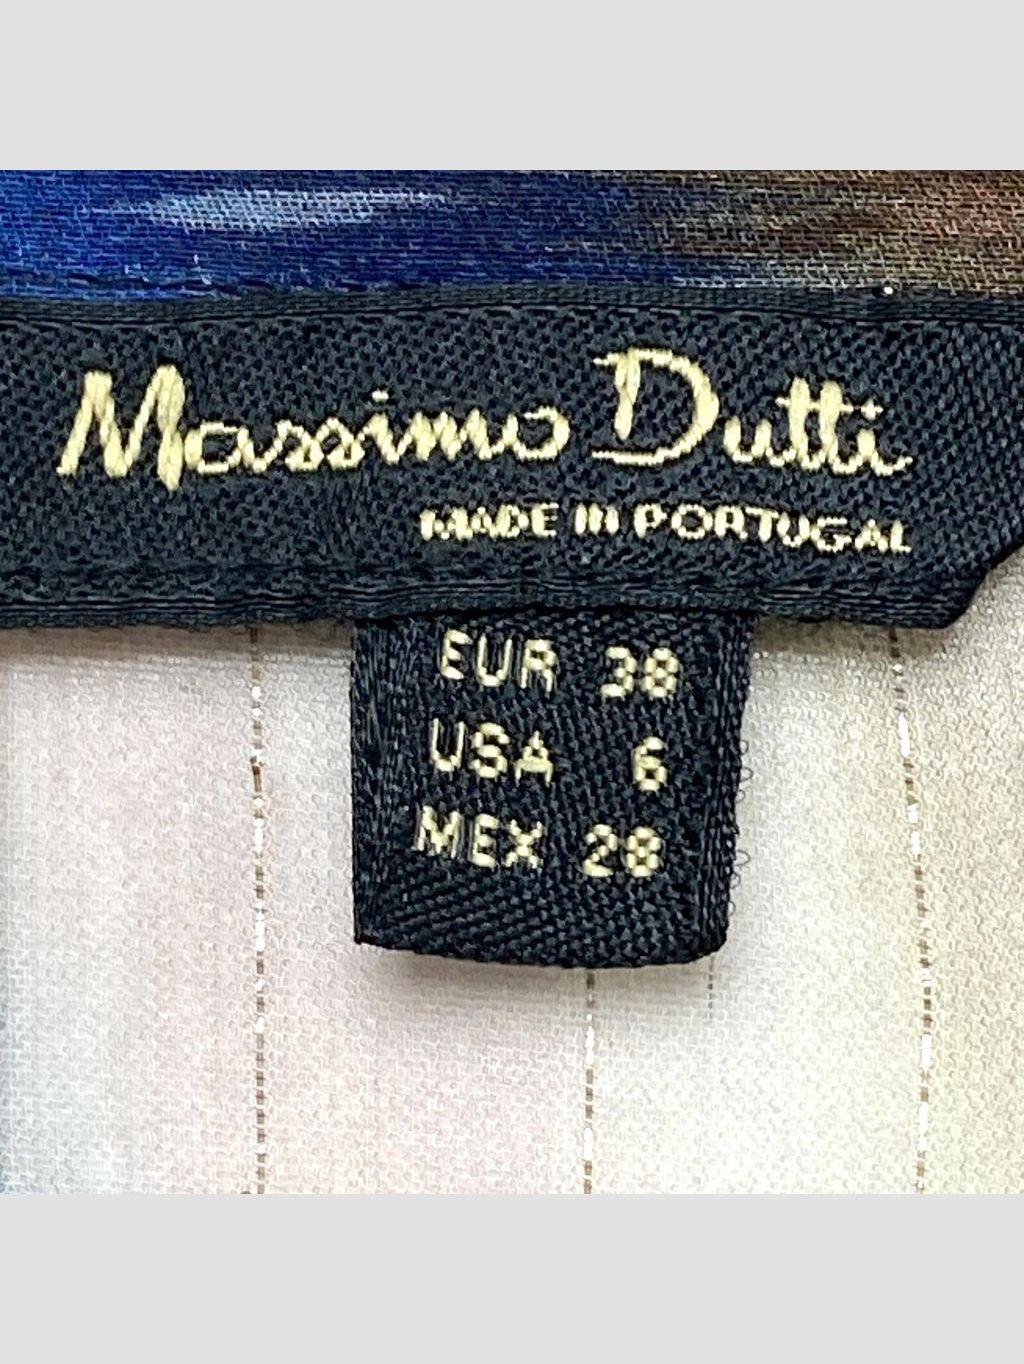 Massimo Dutti
MADE IN PORTUGAL
EUR 38
USA 6
MEX 28